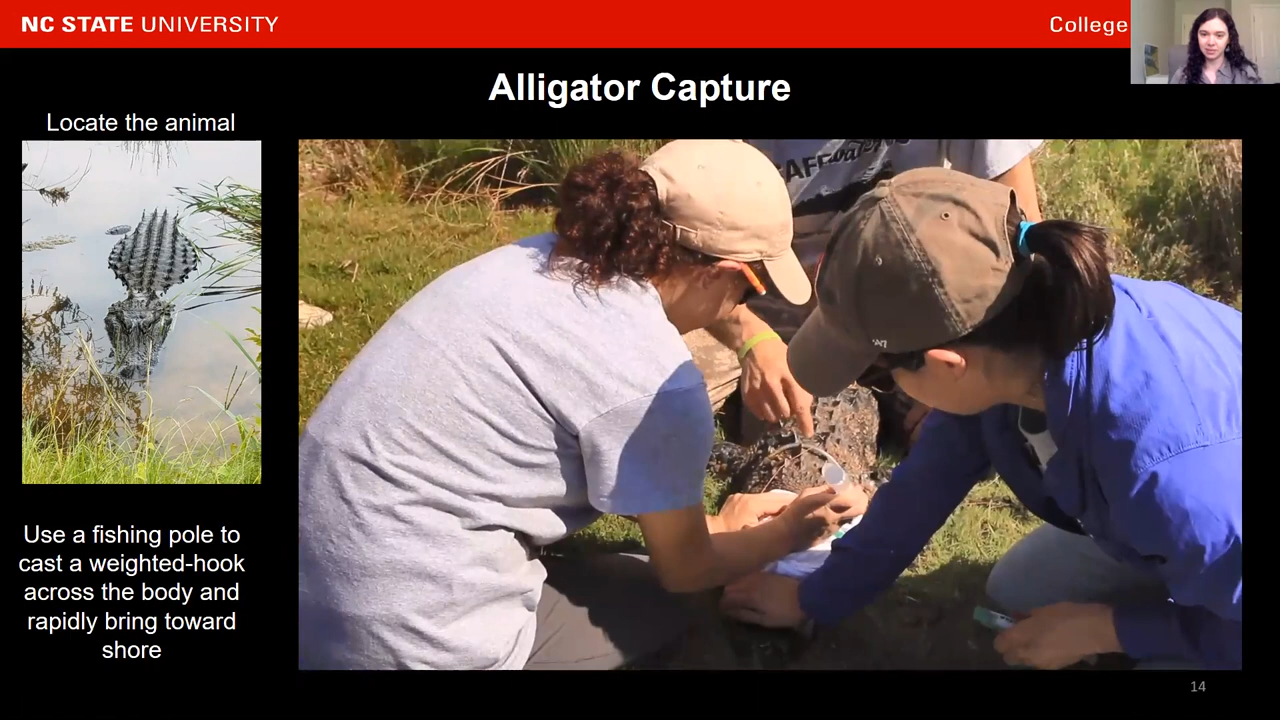 NC STATE UNIVERSITY
College
Alligator Capture
Locate the animal
Use a fishing pole to
cast a weighted-hook
across the body and
rapidly bring toward
shore
14